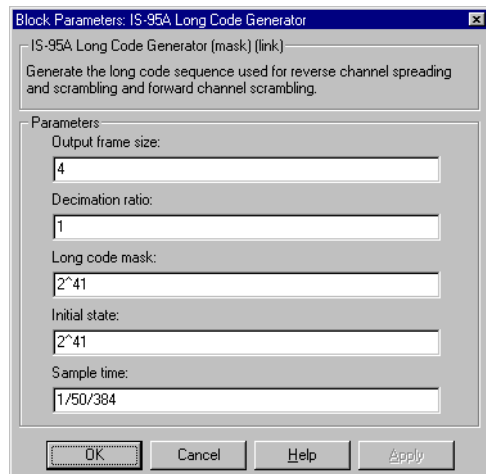 Block Parameters: IS-95A Long Code Generator
IS-95A Long Code Generator (mask) (link)
Generate the long code sequence used for reverse channel spreading
and scrambling and forward channel scrambling.
Parameters
Output frame size:
4
Decimation ratio:
1
Long code mask:
2^41
Initial state:
2^41
Sample time:
1/50/384
OK Cancel Help Apply